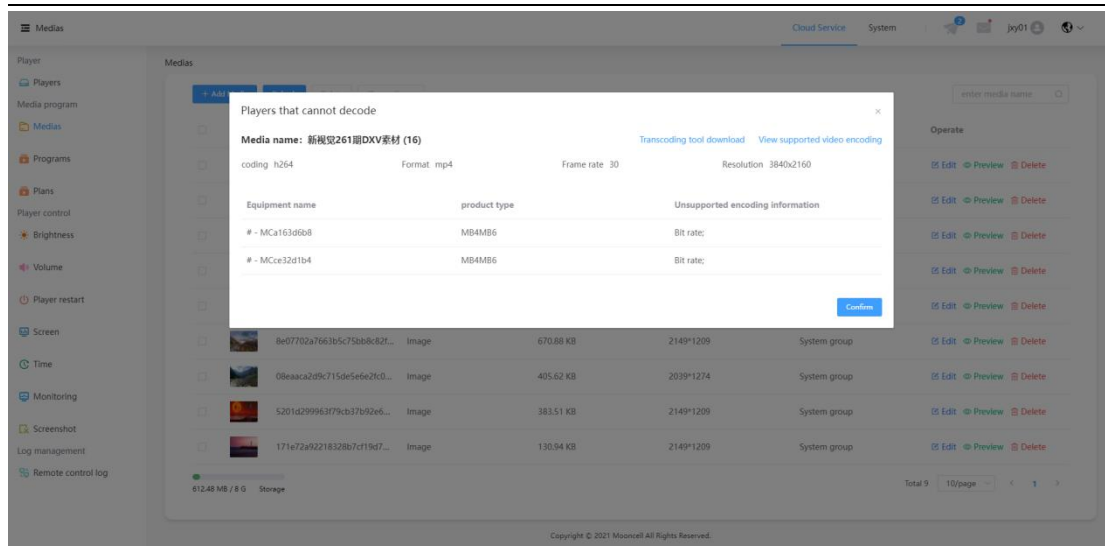 Medias
Cloud Service System 2 jxy01
Player
Players
Media program
Medias
Programs
Plans
Player control
Brightness
Volume
Player restart
Screen
Time
Monitoring
Screenshot
Log management
Remote control log
Medias
+ Add
enter media name
Operate
Players that cannot decode ×
Media name: 新视觉261期DXV素材 (16) Transcoding tool download View supported video encoding
coding h264 Format mp4 Frame rate 30 Resolution 3840x2160
Equipment name product type Unsupported encoding information
# - MCa163d6b8 MB4MB6 Bit rate;
# - MCce32d1b4 MB4MB6 Bit rate;
Confirm
Edit Preview Delete
Edit Preview Delete
Edit Preview Delete
Edit Preview Delete
Edit Preview Delete
8e07702a7663b5c75bb8c82f... Image 670.88 KB 2149*1209 System group Edit Preview Delete
08eaaca2d9c715de5e6e2fc0... Image 405.62 KB 2039*1274 System group Edit Preview Delete
5201d299963f79cb37b92e6... Image 383.51 KB 2149*1209 System group Edit Preview Delete
171e72a92218328b7cf19d7... Image 130.94 KB 2149*1209 System group Edit Preview Delete
612.48 MB / 8 G Storage
Total 9 10/page < 1 >
Copyright © 2021 Mooncell All Rights Reserved.